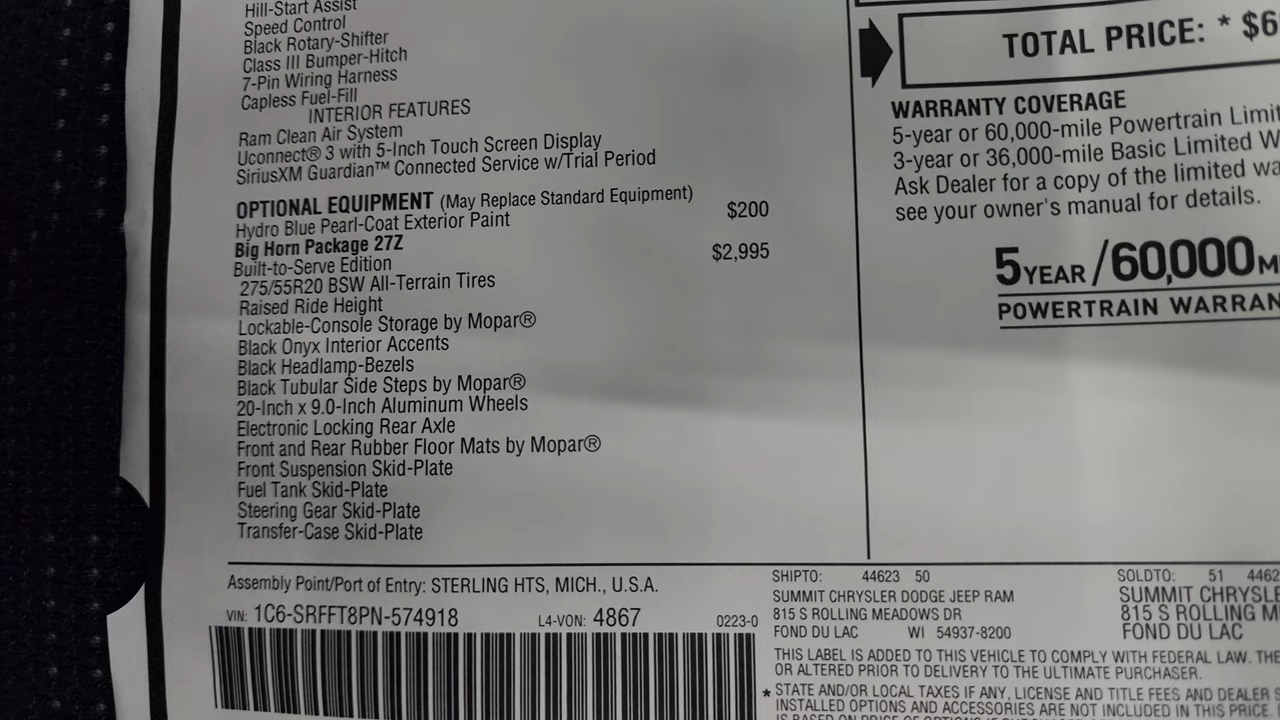 Hill-Start Assist
Speed Control
Black Rotary-Shifter
Class III Bumper-Hitch
7-Pin Wiring Harness
Capless Fuel-Fill
INTERIOR FEATURES
Ram Clean Air System
Uconnect® 3 with 5-Inch Touch Screen Display
SiriusXM Guardian™ Connected Service w/Trial Period
OPTIONAL EQUIPMENT (May Replace Standard Equipment)
Hydro Blue Pearl-Coat Exterior Paint $200
Big Horn Package 27Z
Built-to-Serve Edition $2,995
275/55R20 BSW All-Terrain Tires
Raised Ride Height
Lockable-Console Storage by Mopar®
Black Onyx Interior Accents
Black Headlamp-Bezels
Black Tubular Side Steps by Mopar®
20-Inch x 9.0-Inch Aluminum Wheels
Electronic Locking Rear Axle
Front and Rear Rubber Floor Mats by Mopar®
Front Suspension Skid-Plate
Fuel Tank Skid-Plate
Steering Gear Skid-Plate
Transfer-Case Skid-Plate
TOTAL PRICE: * $6
WARRANTY COVERAGE
5-year or 60,000-mile Powertrain Limit
3-year or 36,000-mile Basic Limited W
Ask Dealer for a copy of the limited wa
see your owner's manual for details.
5 YEAR/60,000 M
POWERTRAIN WARRAN
Assembly Point/Port of Entry: STERLING HTS, MICH., U.S.A.
VIN: 1C6-SRFFT8PN-574918 L4-VON: 4867 0223-0
SHIPTO: 44623 50
SUMMIT CHRYSLER DODGE JEEP RAM
815 S ROLLING MEADOWS DR
FOND DU LAC WI 54937-8200
SOLDTO: 51 4462
SUMMIT CHRYSLE
815 S ROLLING M
FOND DU LAC
THIS LABEL IS ADDED TO THIS VEHICLE TO COMPLY WITH FEDERAL LAW. THE
OR ALTERED PRIOR TO DELIVERY TO THE ULTIMATE PURCHASER.
* STATE AND/OR LOCAL TAXES IF ANY, LICENSE AND TITLE FEES AND DEALER S
INSTALLED OPTIONS AND ACCESSORIES ARE NOT INCLUDED IN THIS PRICE.